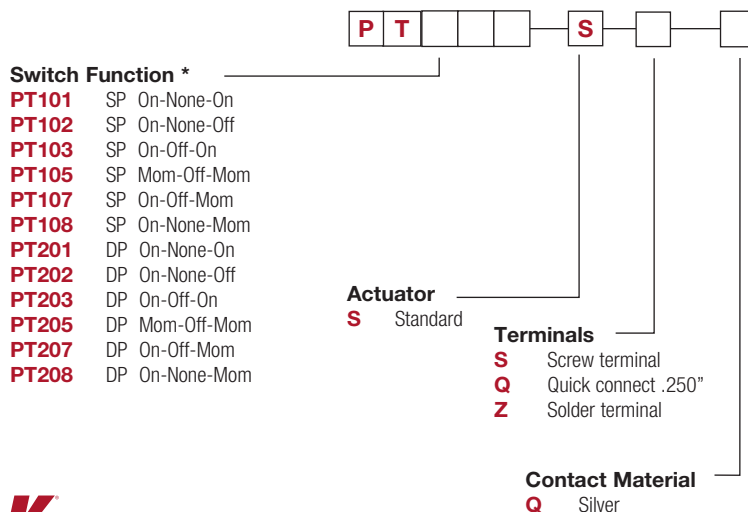 P T S
Switch Function *
PT101 SP On-None-On
PT102 SP On-None-Off
PT103 SP On-Off-On
PT105 SP Mom-Off-Mom
PT107 SP On-Off-Mom
PT108 SP On-None-Mom
PT201 DP On-None-On
PT202 DP On-None-Off
PT203 DP On-Off-On
PT205 DP Mom-Off-Mom
PT207 DP On-Off-Mom
PT208 DP On-None-Mom
Actuator
S Standard
Terminals
S Screw terminal
Q Quick connect .250”
Z Solder terminal
Contact Material
Q Silver